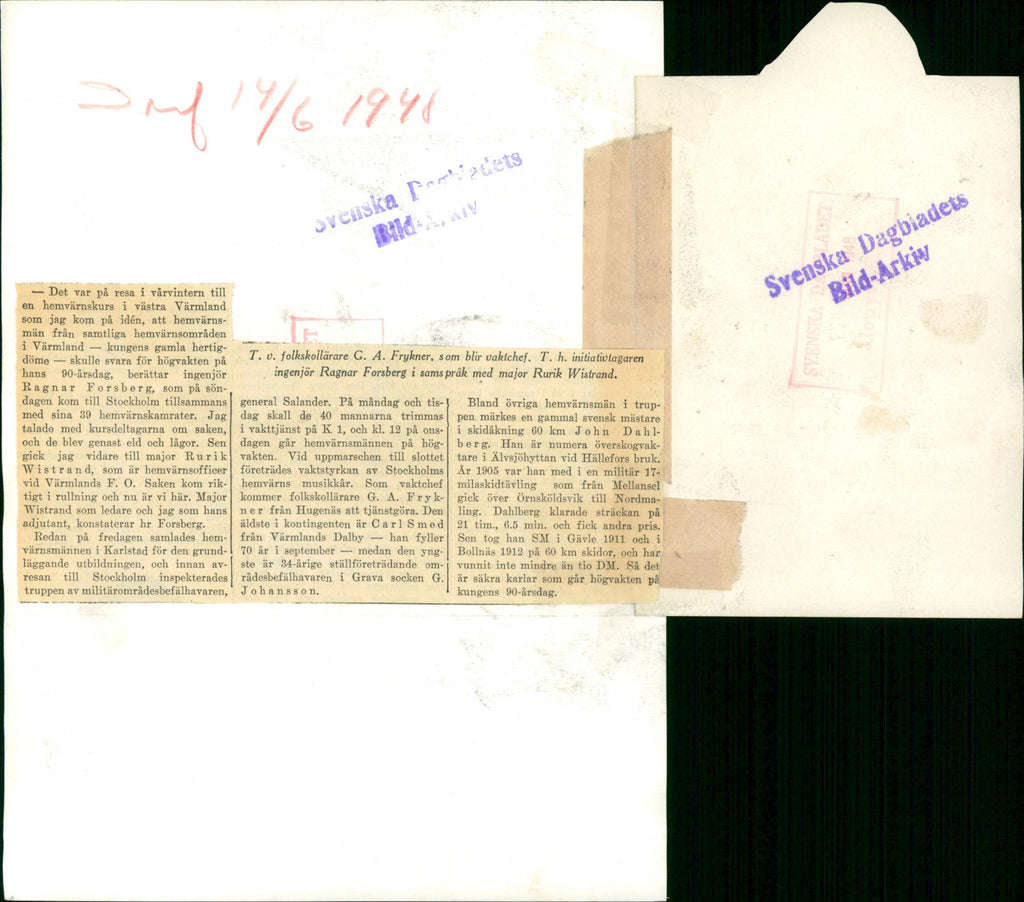 14/6 1948
Svenska Dagbladets
Bild-Arkiv
Svenska Dagbladets
Bild-Arkiv
— Det var på resa i vårvintern till
en hemvärnskurs i västra Värmland
som jag kom på idén, att hemvärns-
män från samtliga hemvärnsområden
i Värmland — kungens gamla hertig-
döme — skulle svara för högvakten på
hans 90-årsdag, berättar ingenjör
Ragnar Forsberg, som på sön-
dagen kom till Stockholm tillsammans
med sina 39 hemvärnskamrater. Jag
talade med kursdeltagarna om saken,
och de blev genast eld och lågor. Sen
gick jag vidare till major Rurik
Wistrand, som är hemvärnsofficer
vid Värmlands F. O. Saken kom rik-
tigt i rullning och nu är vi här. Major
Wistrand som ledare och jag som hans
adjutant, konstaterar hr Forsberg.
Redan på fredagen samlades hem-
värnsmännen i Karlstad för den grund-
läggande utbildningen, och innan av-
resan till Stockholm inspekterades
truppen av militärområdesbefälhavaren,
T. v. folkskollärare G. A. Frykner, som blir vaktchef. T. h. initiativtagaren
ingenjör Ragnar Forsberg i samspråk med major Rurik Wistrand.
general Salander. På måndag och tis-
dag skall de 40 mannarna trimmas
i vakttjänst på K 1, och kl. 12 på ons-
dagen går hemvärnsmännen på hög-
vakten. Vid uppmarschen till slottet
företrädes vaktstyrkan av Stockholms
hemvärns musikkår. Som vaktchef
kommer folkskollärare G. A. Fryk-
ner från Hugenäs att tjänstgöra. Den
äldste i kontingenten är Carl Smed
från Värmlands Dalby — han fyller
70 år i september — medan den yng-
ste är 34-årige ställföreträdande om-
rådesbefälhavaren i Grava socken G.
Johansson.
Bland övriga hemvärnsmän i trup-
pen märkes en gammal svensk mästare
i skidåkning 60 km John Dahl-
berg. Han är numera överskogvak-
tare i Älvsjöhyttan vid Hällefors bruk.
År 1905 var han med i en militär 17-
milaskidtävling som från Mellansel
gick över Örnsköldsvik till Nordma-
ling. Dahlberg klarade sträckan på
21 tim., 6.5 min. och fick andra pris.
Sen tog han SM i Gävle 1911 och i
Bollnäs 1912 på 60 km skidor, och har
vunnit inte mindre än tio DM. Så det
är säkra karlar som går högvakten på
kungens 90-årsdag.